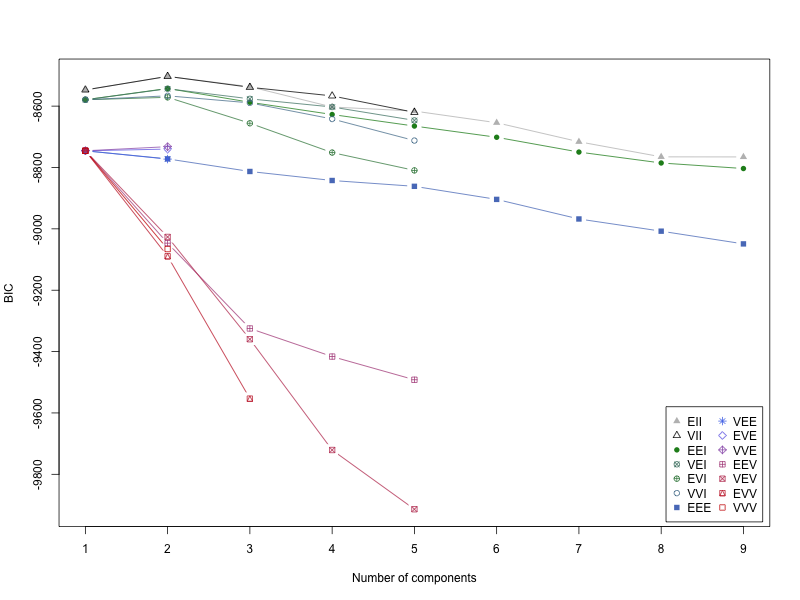 BIC
-8600
-8800
-9000
-9200
-9400
-9600
-9800
1 2 3 4 5 6 7 8 9
Number of components
EII VEE
VII EVE
EEI VVE
VEI EEV
EVI VEV
VVI EVV
EEE VVV